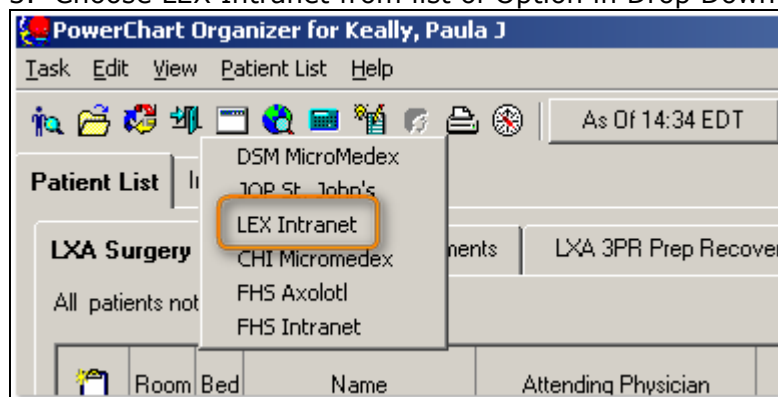 3. Choose LEX Intranet from list of Option in Drop Down
PowerChart Organizer for Keally, Paula J
Task Edit View Patient List Help
As Of 14:34 EDT
DSM MicroMedex
Patient List
JOP St. John's
LEX Intranet
LXA Surgery ments LXA 3PR Prep Recover
CHI Micromedex
All patients not
FHS Axolotl
FHS Intranet
Room Bed Name Attending Physician